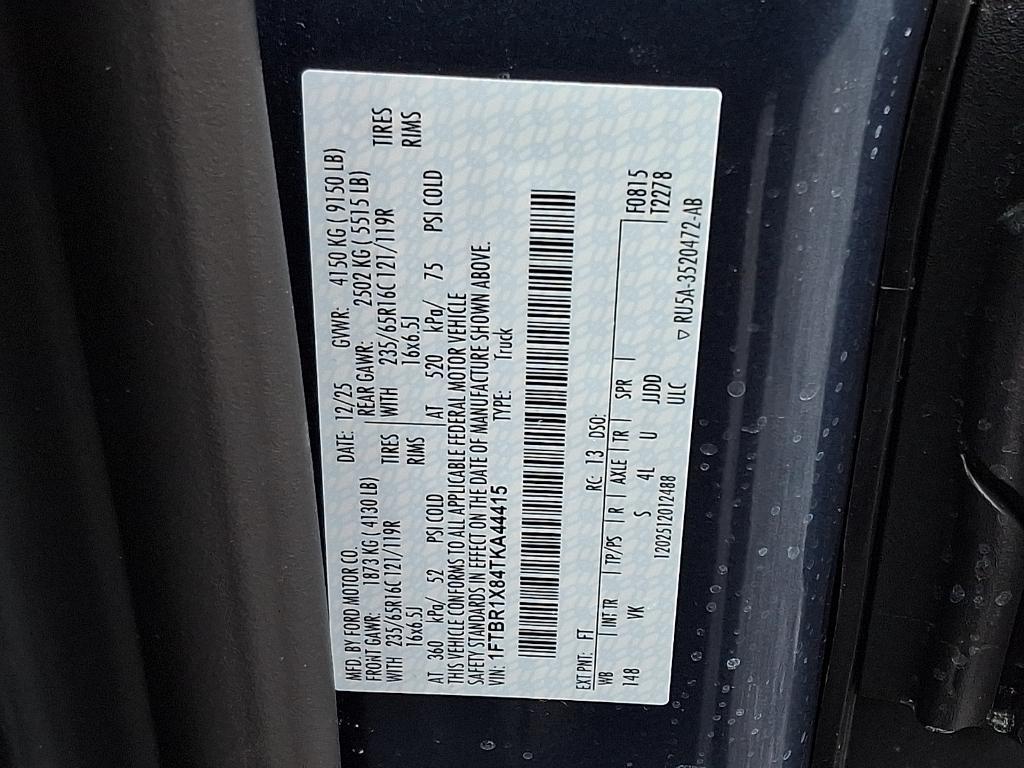 MFD. BY FORD MOTOR CO. DATE: 12/25 GVWR: 4150 KG ( 9150 LB)
FRONT GAWR: 1873 KG ( 4130 LB) REAR GAWR: 2502 KG ( 5515 LB)
WITH 235/65R16C 121/119R TIRES WITH 235/65R16C 121/119R TIRES
16x6.5J RIMS 16x6.5J RIMS
AT 360 kPa/ 52 PSI COLD AT 520 kPa/ 75 PSI COLD
THIS VEHICLE CONFORMS TO ALL APPLICABLE FEDERAL MOTOR VEHICLE
SAFETY STANDARDS IN EFFECT ON THE DATE OF MANUFACTURE SHOWN ABOVE.
VIN: 1FTBR1X84TKA44415 TYPE: Truck
EXT PNT: FT RC: 13 DSO:
WB INT TR TP/PS R AXLE TR SPR F0815
148 VK S 4L U JJDD T2278
1202512012488 ULC
▽ RU5A-3520472-AB